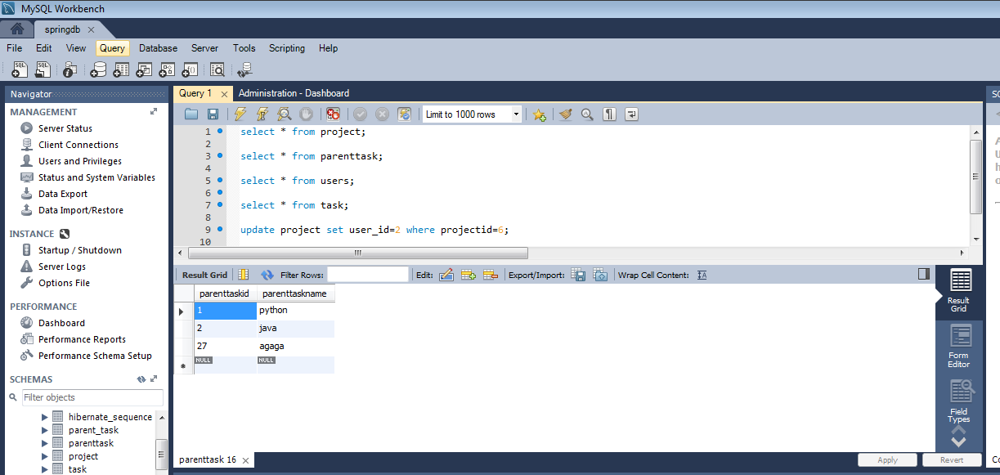 MySQL Workbench
springdb
File Edit View Query Database Server Tools Scripting Help
Navigator
MANAGEMENT
Server Status
Client Connections
Users and Privileges
Status and System Variables
Data Export
Data Import/Restore
INSTANCE
Startup / Shutdown
Server Logs
Options File
PERFORMANCE
Dashboard
Performance Reports
Performance Schema Setup
SCHEMAS
Filter objects
hibernate_sequence
parent_task
parenttask
project
task
Query 1 Administration - Dashboard
Limit to 1000 rows
1 select * from project;
2
3 select * from parenttask;
4
5 select * from users;
6
7 select * from task;
8
9 update project set user_id=2 where projectid=6;
10
Result Grid Filter Rows: Edit: Export/Import: Wrap Cell Content:
parenttaskid parenttaskname
1 python
2 java
27 agaga
NULL NULL
Result
Grid
Form
Editor
Field
Types
parenttask 16
Apply Revert